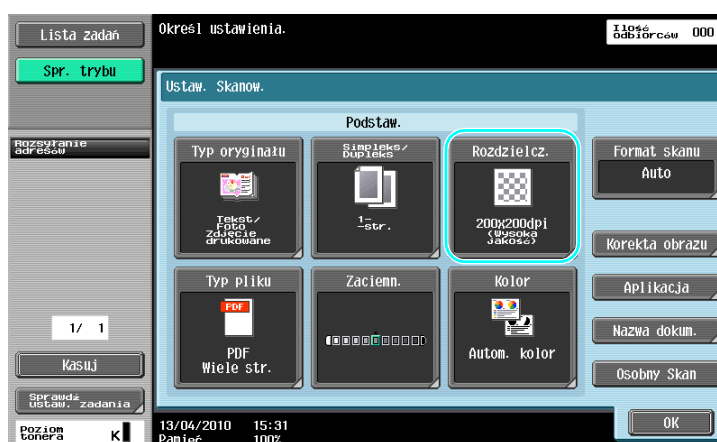 Lista zadań
Określ ustawienia.
Ilość
odbiorców 000
Spr. trybu
Ustaw. Skanow.
Podstaw.
Rozsyłanie
adresów
Typ oryginału
Tekst/
Foto
Zdjęcie
drukowane
Simpleks/
Dupleks
1-
-str.
Rozdzielcz.
200X200dpi
(Wysoka
jakość)
Format skanu
Auto
Korekta obrazu
Typ pliku
PDF
PDF
Wiele str.
Zaciemn.
Kolor
Autom. kolor
Aplikacja
Nazwa dokum.
Osobny Skan
1/ 1
Kasuj
Sprawdź
ustaw. zadania
Poziom
tonera K
13/04/2010 15:31
Pamięć 100%
OK